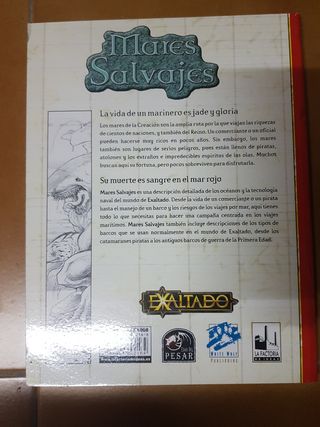 Mares
Salvajes
La vida de un marinero es jade y gloria
Los mares de la Creación son la amplia ruta por la que viajan las riquezas
de cientos de naciones, y también del Reino. Un comerciante o un oficial
pueden hacerse muy ricos en pocos años. Sin embargo, los mares
también son lugares de serios peligros, pues están llenos de piratas,
atolones y los extraños e impredecibles espíritus de las olas. Muchos
buscan aquí su fortuna, pero pocos sobreviven para disfrutarla.
Su muerte es sangre en el mar rojo
Mares Salvajes es una descripción detallada de los océanos y la tecnología
naval del mundo de Exaltado. Desde la vida de un comerciante o un pirata
hasta el manejo de un barco y los riesgos de los viajes por mar, aquí tienes
todo lo que necesitas para hacer una campaña centrada en los viajes
marítimos. Mares Salvajes también incluye descripciones de los tipos de
barcos que se usan normalmente en el mundo de Exaltado, desde los
catamaranes piratas a los antiguos barcos de guerra de la Primera Edad.
EXALTADO
PESAR
WHITE WOLF
PUBLISHING
LA FACTORIA
DE IDEAS